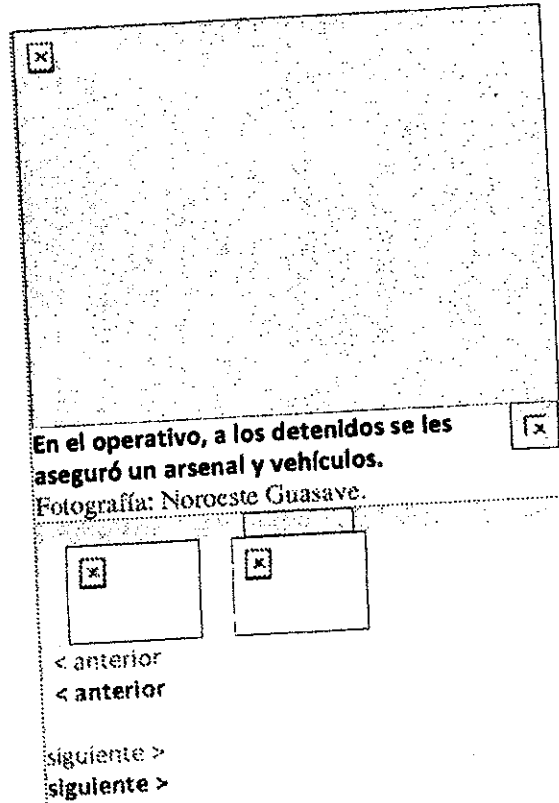 En el operativo, a los detenidos se les
aseguró un arsenal y vehículos.
Fotografía: Noroeste Guasave.
< anterior
< anterior
siguiente >
siguiente >